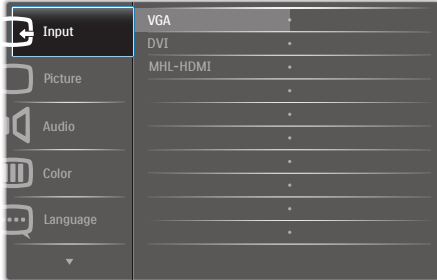 Input
Picture
Audio
Color
Language
VGA
DVI
MHL-HDMI